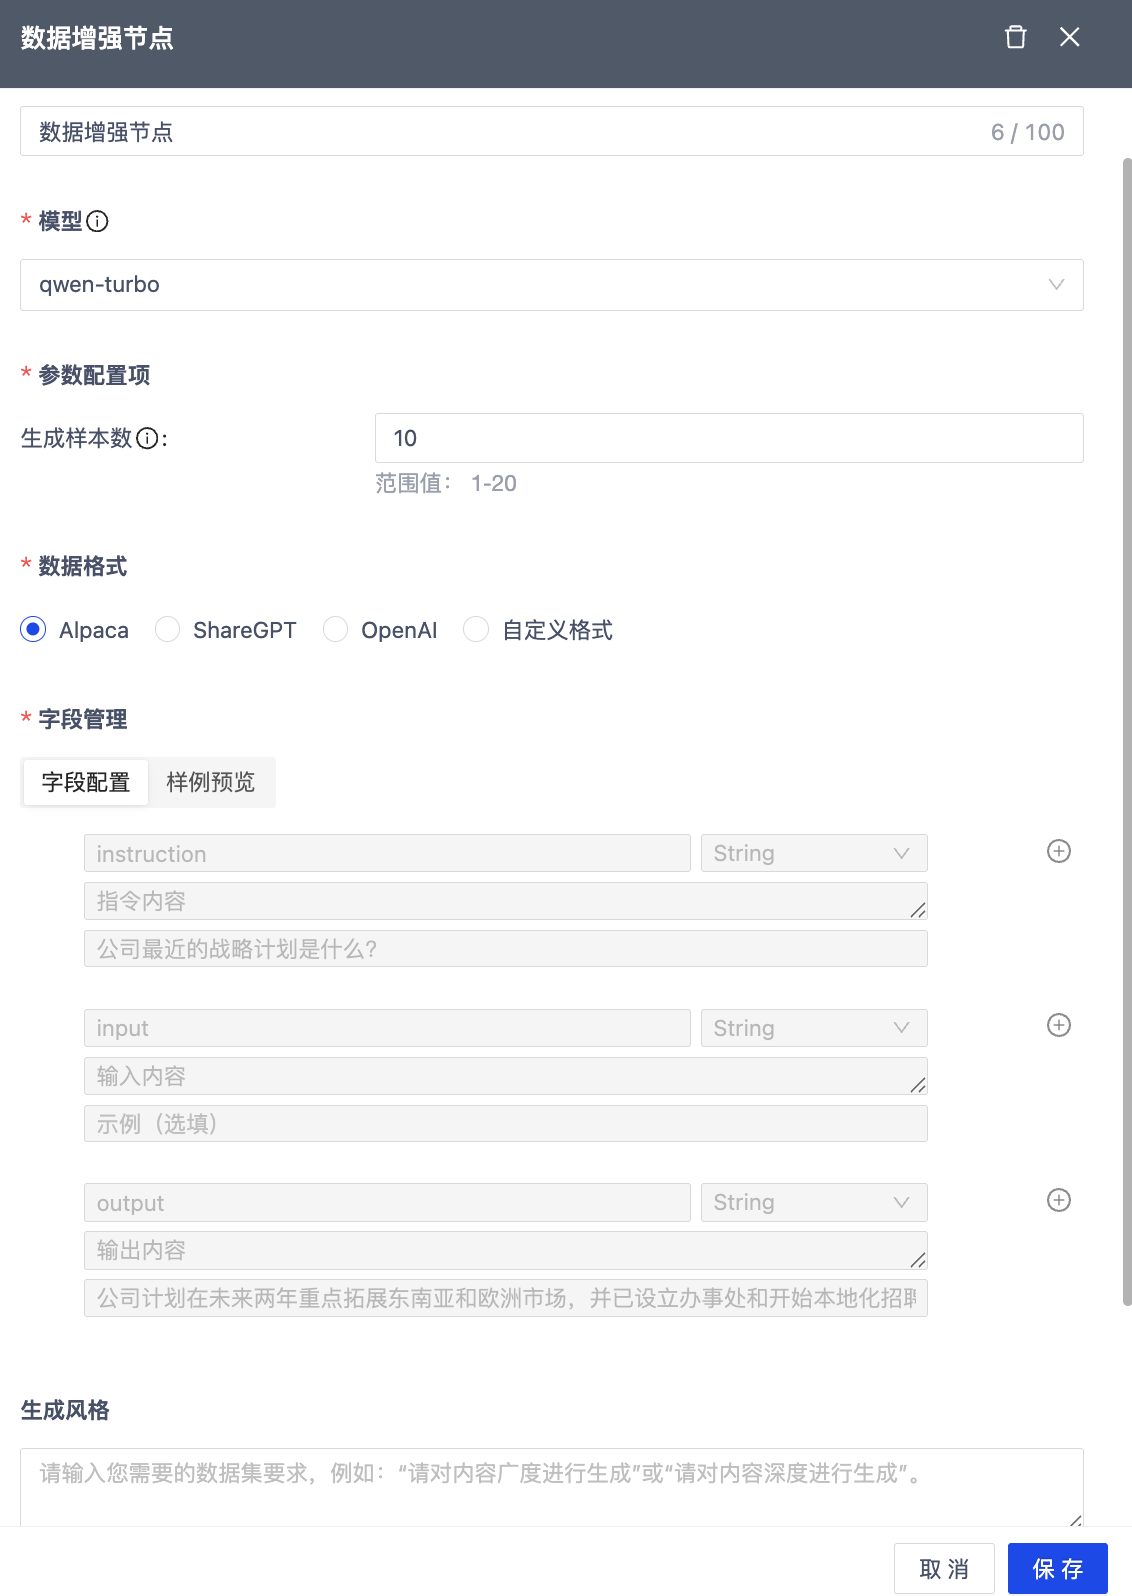 数据增强节点
数据增强节点 6 / 100
* 模型
qwen-turbo
* 参数配置项
生成样本数: 10
范围值： 1-20
* 数据格式
Alpaca ShareGPT OpenAI 自定义格式
* 字段管理
字段配置 样例预览
instruction String
指令内容
公司最近的战略计划是什么?
input String
输入内容
示例（选填）
output String
输出内容
公司计划在未来两年重点拓展东南亚和欧洲市场，并已设立办事处和开始本地化招聘
生成风格
请输入您需要的数据集要求，例如：“请对内容广度进行生成”或“请对内容深度进行生成”。
取 消 保 存